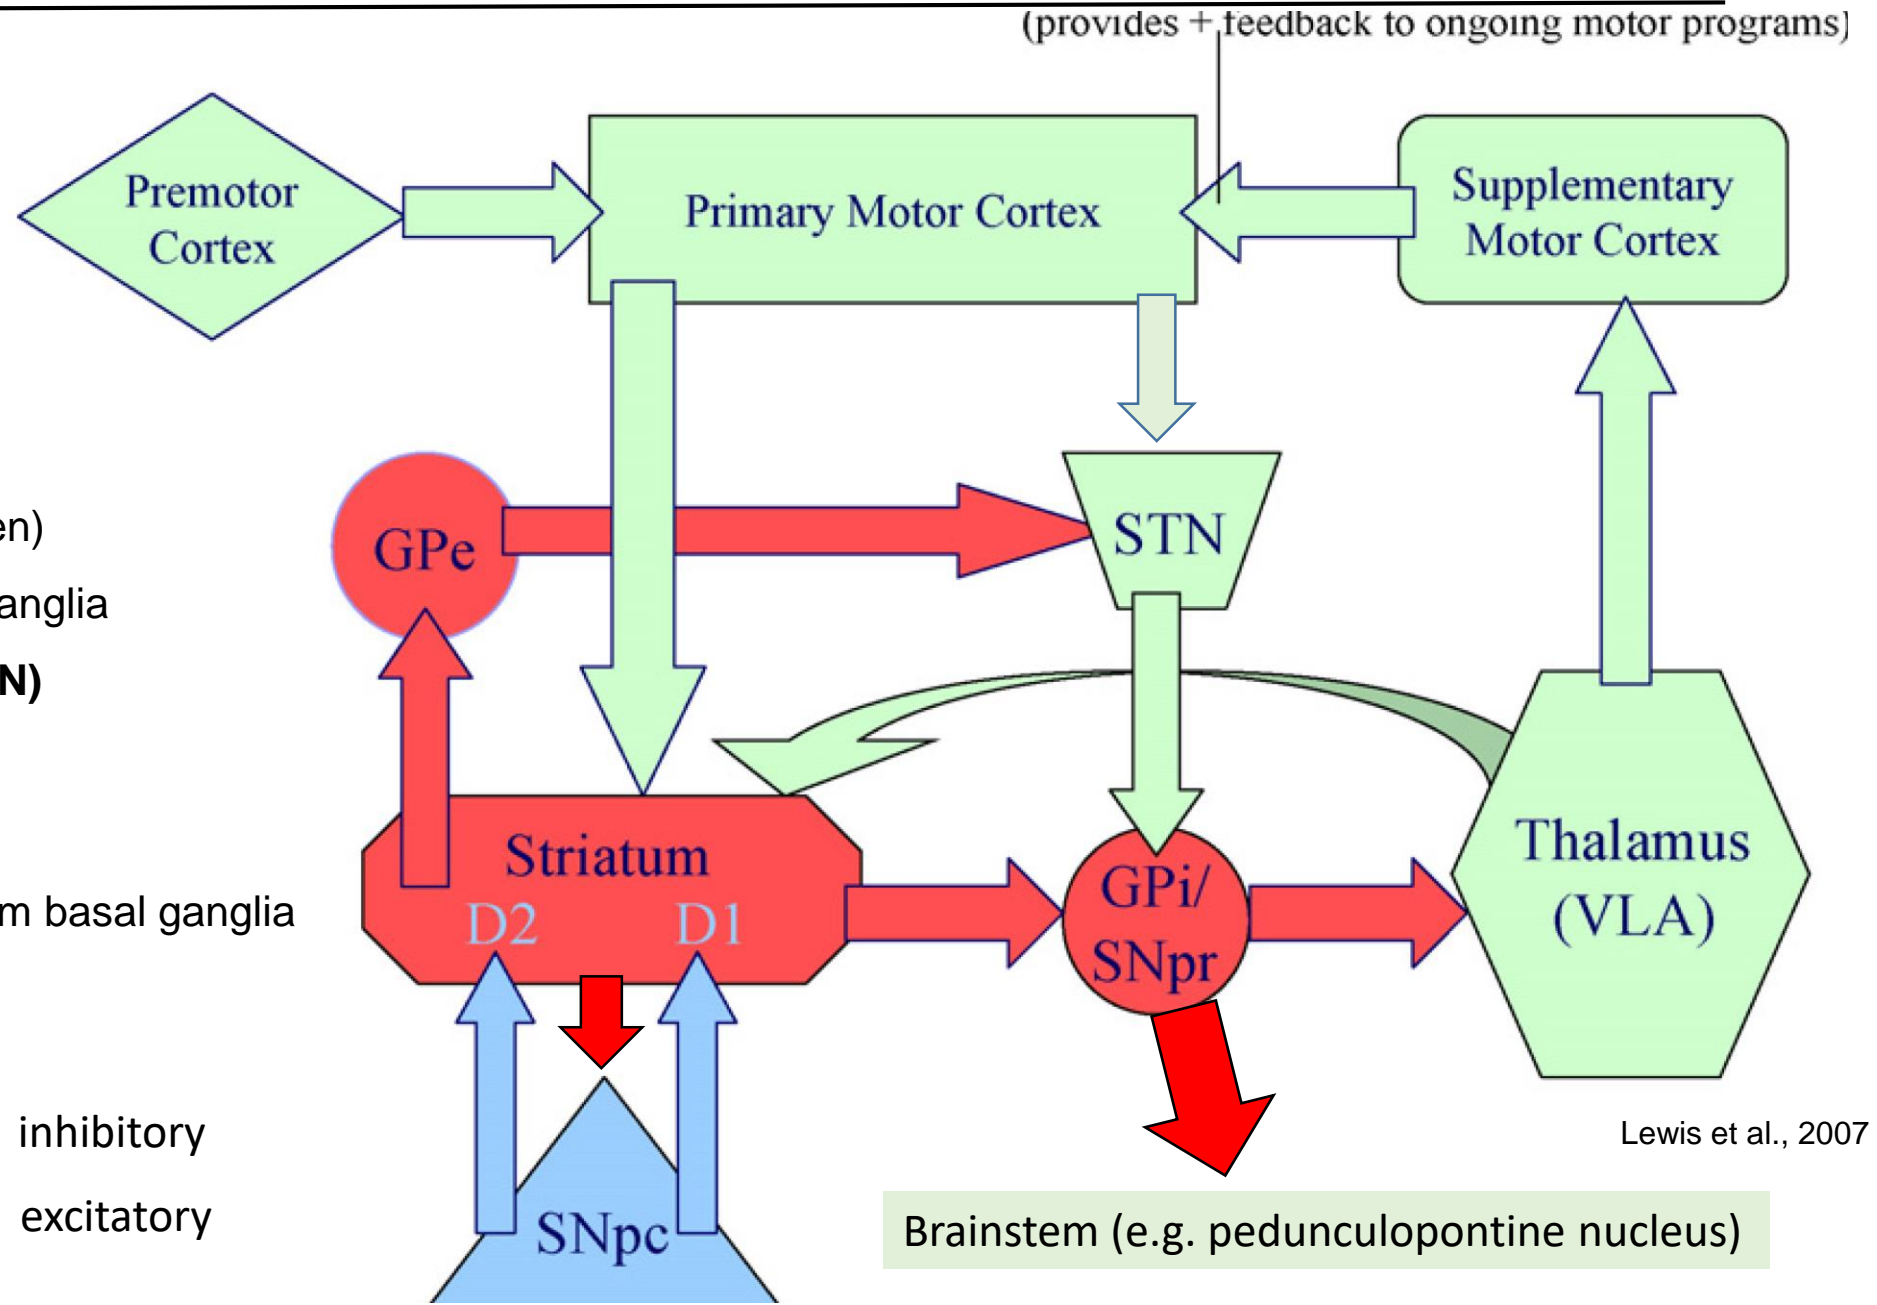 (provides + feedback to ongoing motor programs)
Premotor
Cortex
Primary Motor Cortex
Supplementary
Motor Cortex
en)
GPe
STN
anglia
N)
Striatum
D2 D1
GPi/
SNpr
Thalamus
(VLA)
m basal ganglia
inhibitory
Lewis et al., 2007
excitatory
SNpc
Brainstem (e.g. pedunculopontine nucleus)